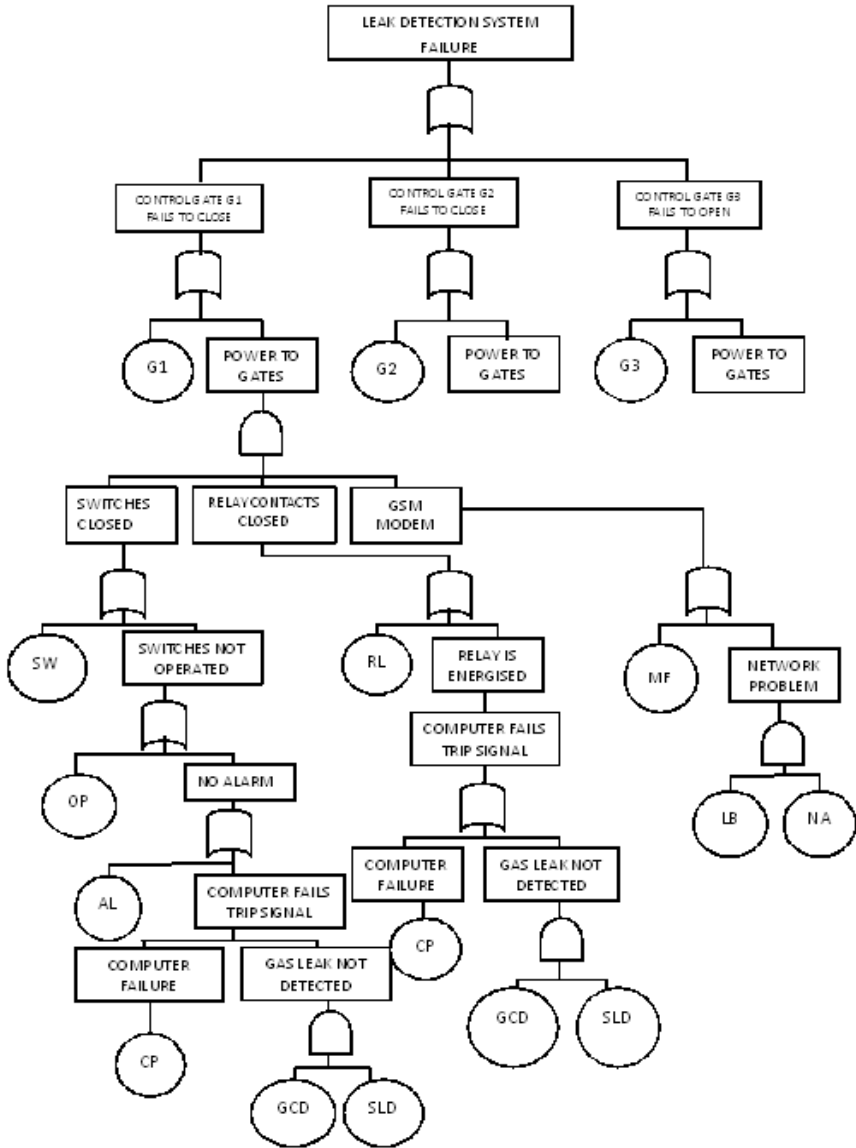 LEAK DETECTION SYSTEM
FAILURE
CONTROL GATE G1
FAILS TO CLOSE
CONTROL GATE G2
FAILS TO CLOSE
CONTROL GATE G3
FAILS TO OPEN
G1
POWER TO
GATES
G2
POWER TO
GATES
G3
POWER TO
GATES
SWITCHES
CLOSED
RELAY CONTACTS
CLOSED
GSM
MODEM
SW
SWITCHES NOT
OPERATED
RL
RELAY IS
ENERGISED
MF
NETWORK
PROBLEM
COMPUTER FAILS
TRIP SIGNAL
OP
NO ALARM
LB
NA
AL
COMPUTER FAILS
TRIP SIGNAL
COMPUTER
FAILURE
GAS LEAK NOT
DETECTED
COMPUTER
FAILURE
GAS LEAK NOT
DETECTED
CP
GCD
SLD
CP
GCD
SLD